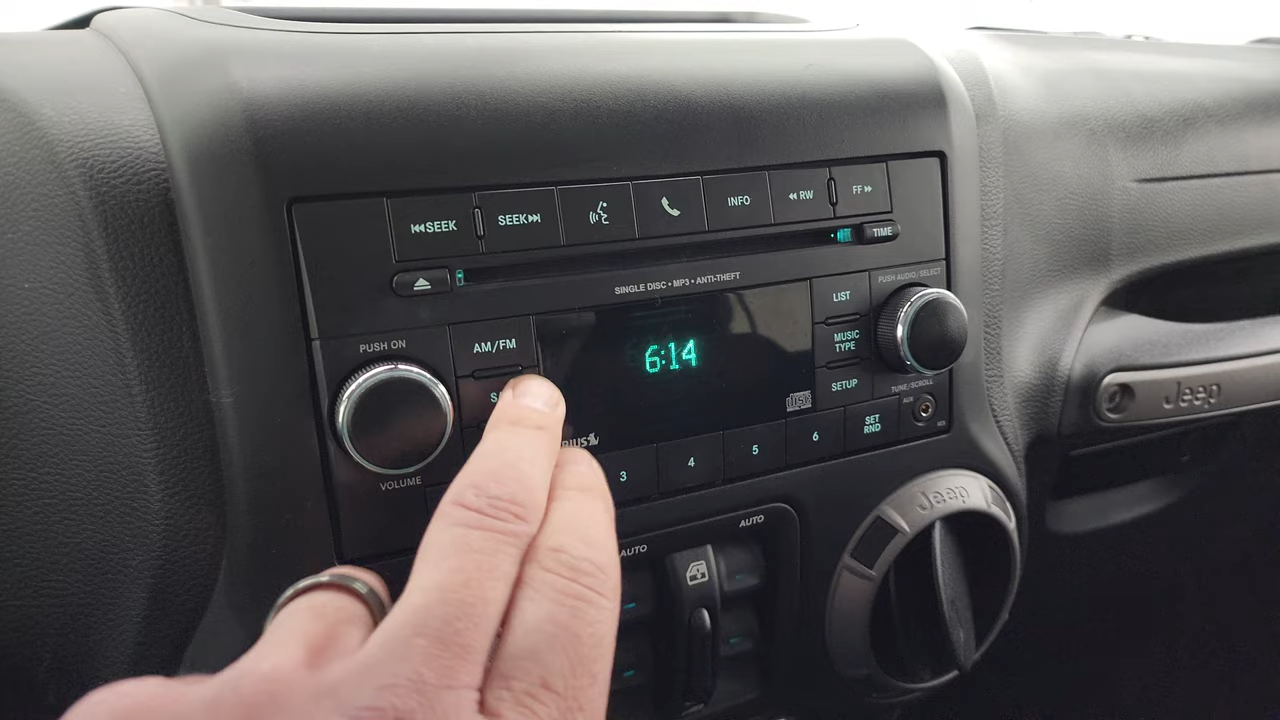 SEEK
SEEK
INFO
RW
FF
TIME
SINGLE DISC • MP3 • ANTI-THEFT
PUSH AUDIO/SELECT
LIST
PUSH ON
AM/FM
6:14
MUSIC
TYPE
SETUP
TUNE/SCROLL
AUX
disc
SET
RND
VOLUME
3
4
5
6
Jeep
Jeep
AUTO
AUTO